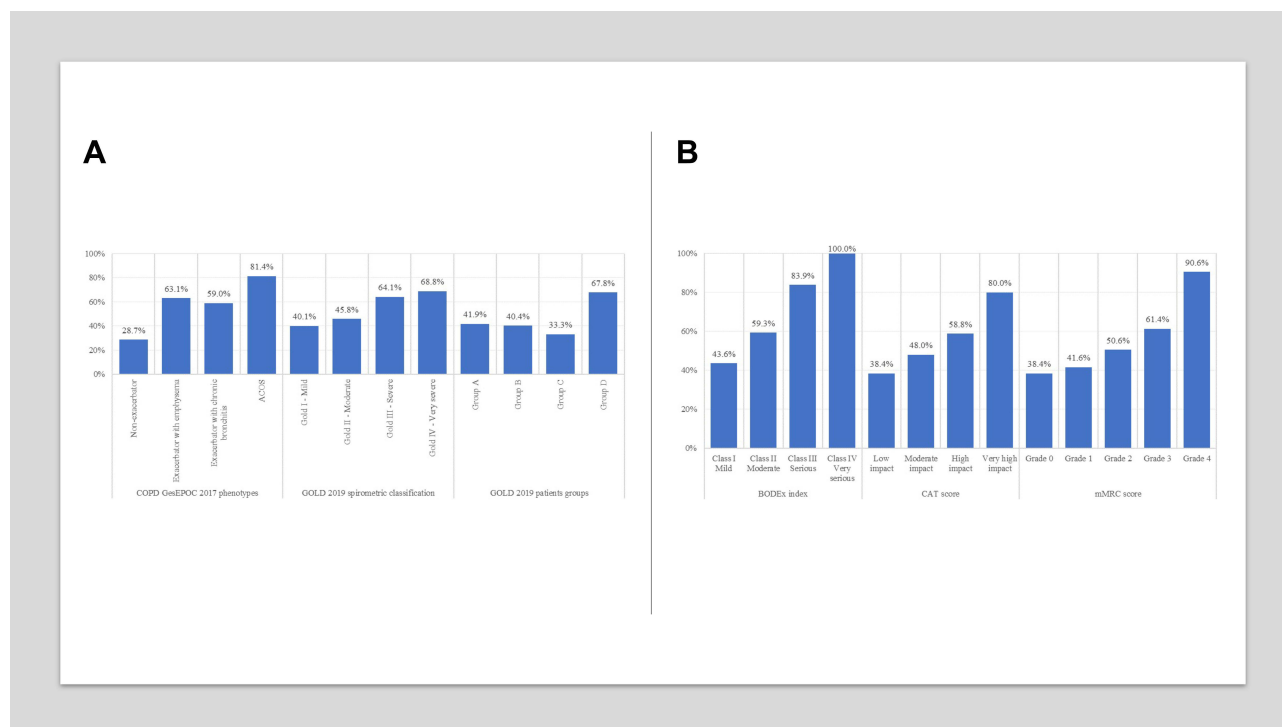 A
100%
80%
60%
40%
20%
0%
28.7%
63.1%
59.0%
81.4%
40.1%
45.8%
64.1%
68.8%
41.9%
40.4%
33.3%
67.8%
Non-exacerbator
Exacerbator with emphysema
Exacerbator with chronic
bronchitis
ACOS
Gold I - Mild
Gold II - Moderate
Gold III - Severe
Gold IV - Very severe
Group A
Group B
Group C
Group D
COPD GesEPOC 2017 phenotypes
GOLD 2019 spirometric classification
GOLD 2019 patients groups
B
100%
80%
60%
40%
20%
0%
43.6%
59.3%
83.9%
100.0%
38.4%
48.0%
58.8%
80.0%
38.4%
41.6%
50.6%
61.4%
90.6%
Class I
Mild
Class II
Moderate
Class III
Serious
Class IV
Very
serious
Low
impact
Moderate
impact
High
impact
Very high
impact
Grade 0
Grade 1
Grade 2
Grade 3
Grade 4
BODEx index
CAT score
mMRC score